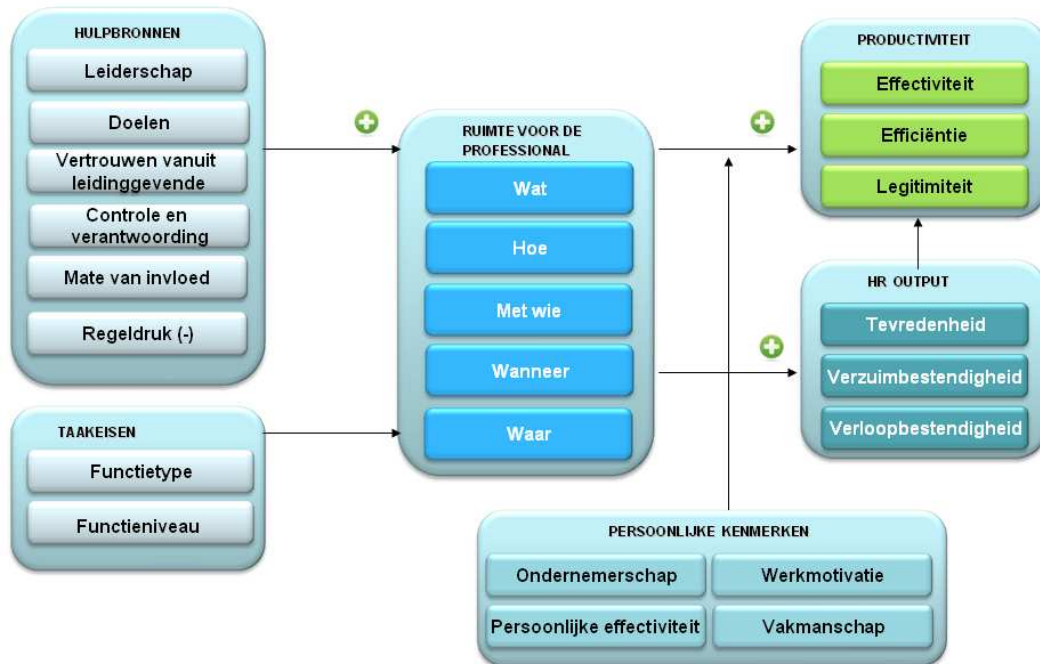 HULPBRONNEN
Leiderschap
Doelen
Vertrouwen vanuit
leidinggevende
Controle en
verantwoording
Mate van invloed
Regeldruk (-)
TAAKEISEN
Functietype
Functieniveau
RUIMTE VOOR DE
PROFESSIONAL
Wat
Hoe
Met wie
Wanneer
Waar
PRODUCTIVITEIT
Effectiviteit
Efficiëntie
Legitimiteit
HR OUTPUT
Tevredenheid
Verzuimbestendigheid
Verloopbestendigheid
PERSOONLIJKE KENMERKEN
Ondernemerschap
Werkmotivatie
Persoonlijke effectiviteit
Vakmanschap